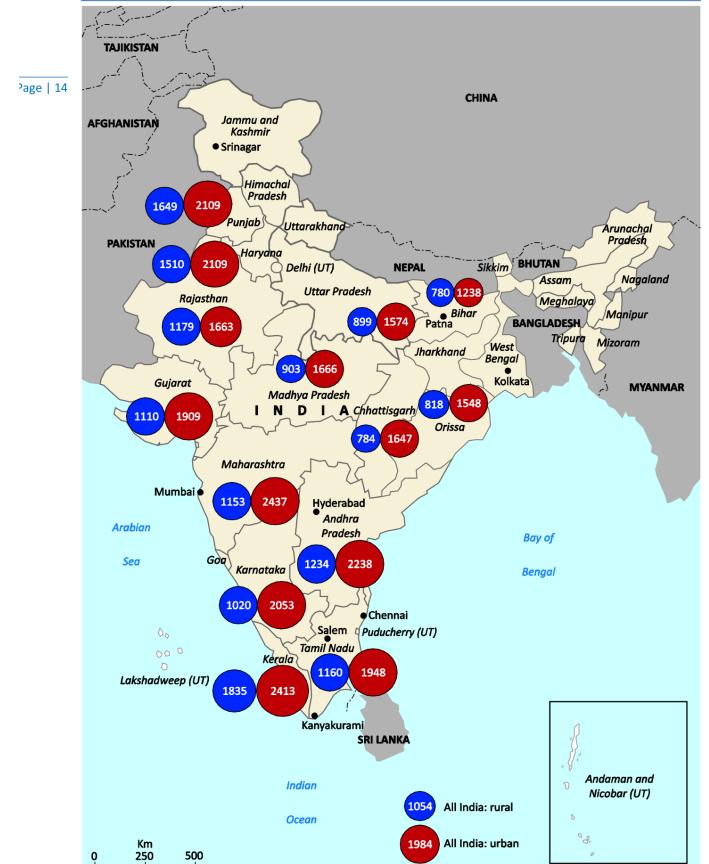 TAJIKISTAN
Page | 14
CHINA
AFGHANISTAN
Jammu and
Kashmir
Srinagar
Himachal
Pradesh
1649
2109
Punjab
Uttarakhand
Arunachal
Pradesh
PAKISTAN
Haryana
1510
2109
Delhi (UT)
NEPAL
Sikkim
BHUTAN
Assam
Nagaland
Rajasthan
Uttar Pradesh
780
1238
Meghalaya
Bihar
Manipur
1179
1663
899
1574
Patna
BANGLADESH
Tripura
Mizoram
Jharkhand
West
Bengal
903
1666
Kolkata
Gujarat
MYANMAR
Madhya Pradesh
INDIA
Chhattisgarh
818
1548
1110
1909
Orissa
784
1647
Maharashtra
Mumbai
1153
2437
Hyderabad
Andhra
Pradesh
Arabian
Sea
Bay of
Bengal
Goa
Karnataka
1234
2238
1020
2053
Chennai
Salem
Puducherry (UT)
Tamil Nadu
Kerala
1160
1948
Lakshadweep (UT)
1835
2413
Kanyakurami
SRI LANKA
Andaman and
Nicobar (UT)
Indian
Ocean
1054
All India: rural
1984
All India: urban
Km
0
250
500